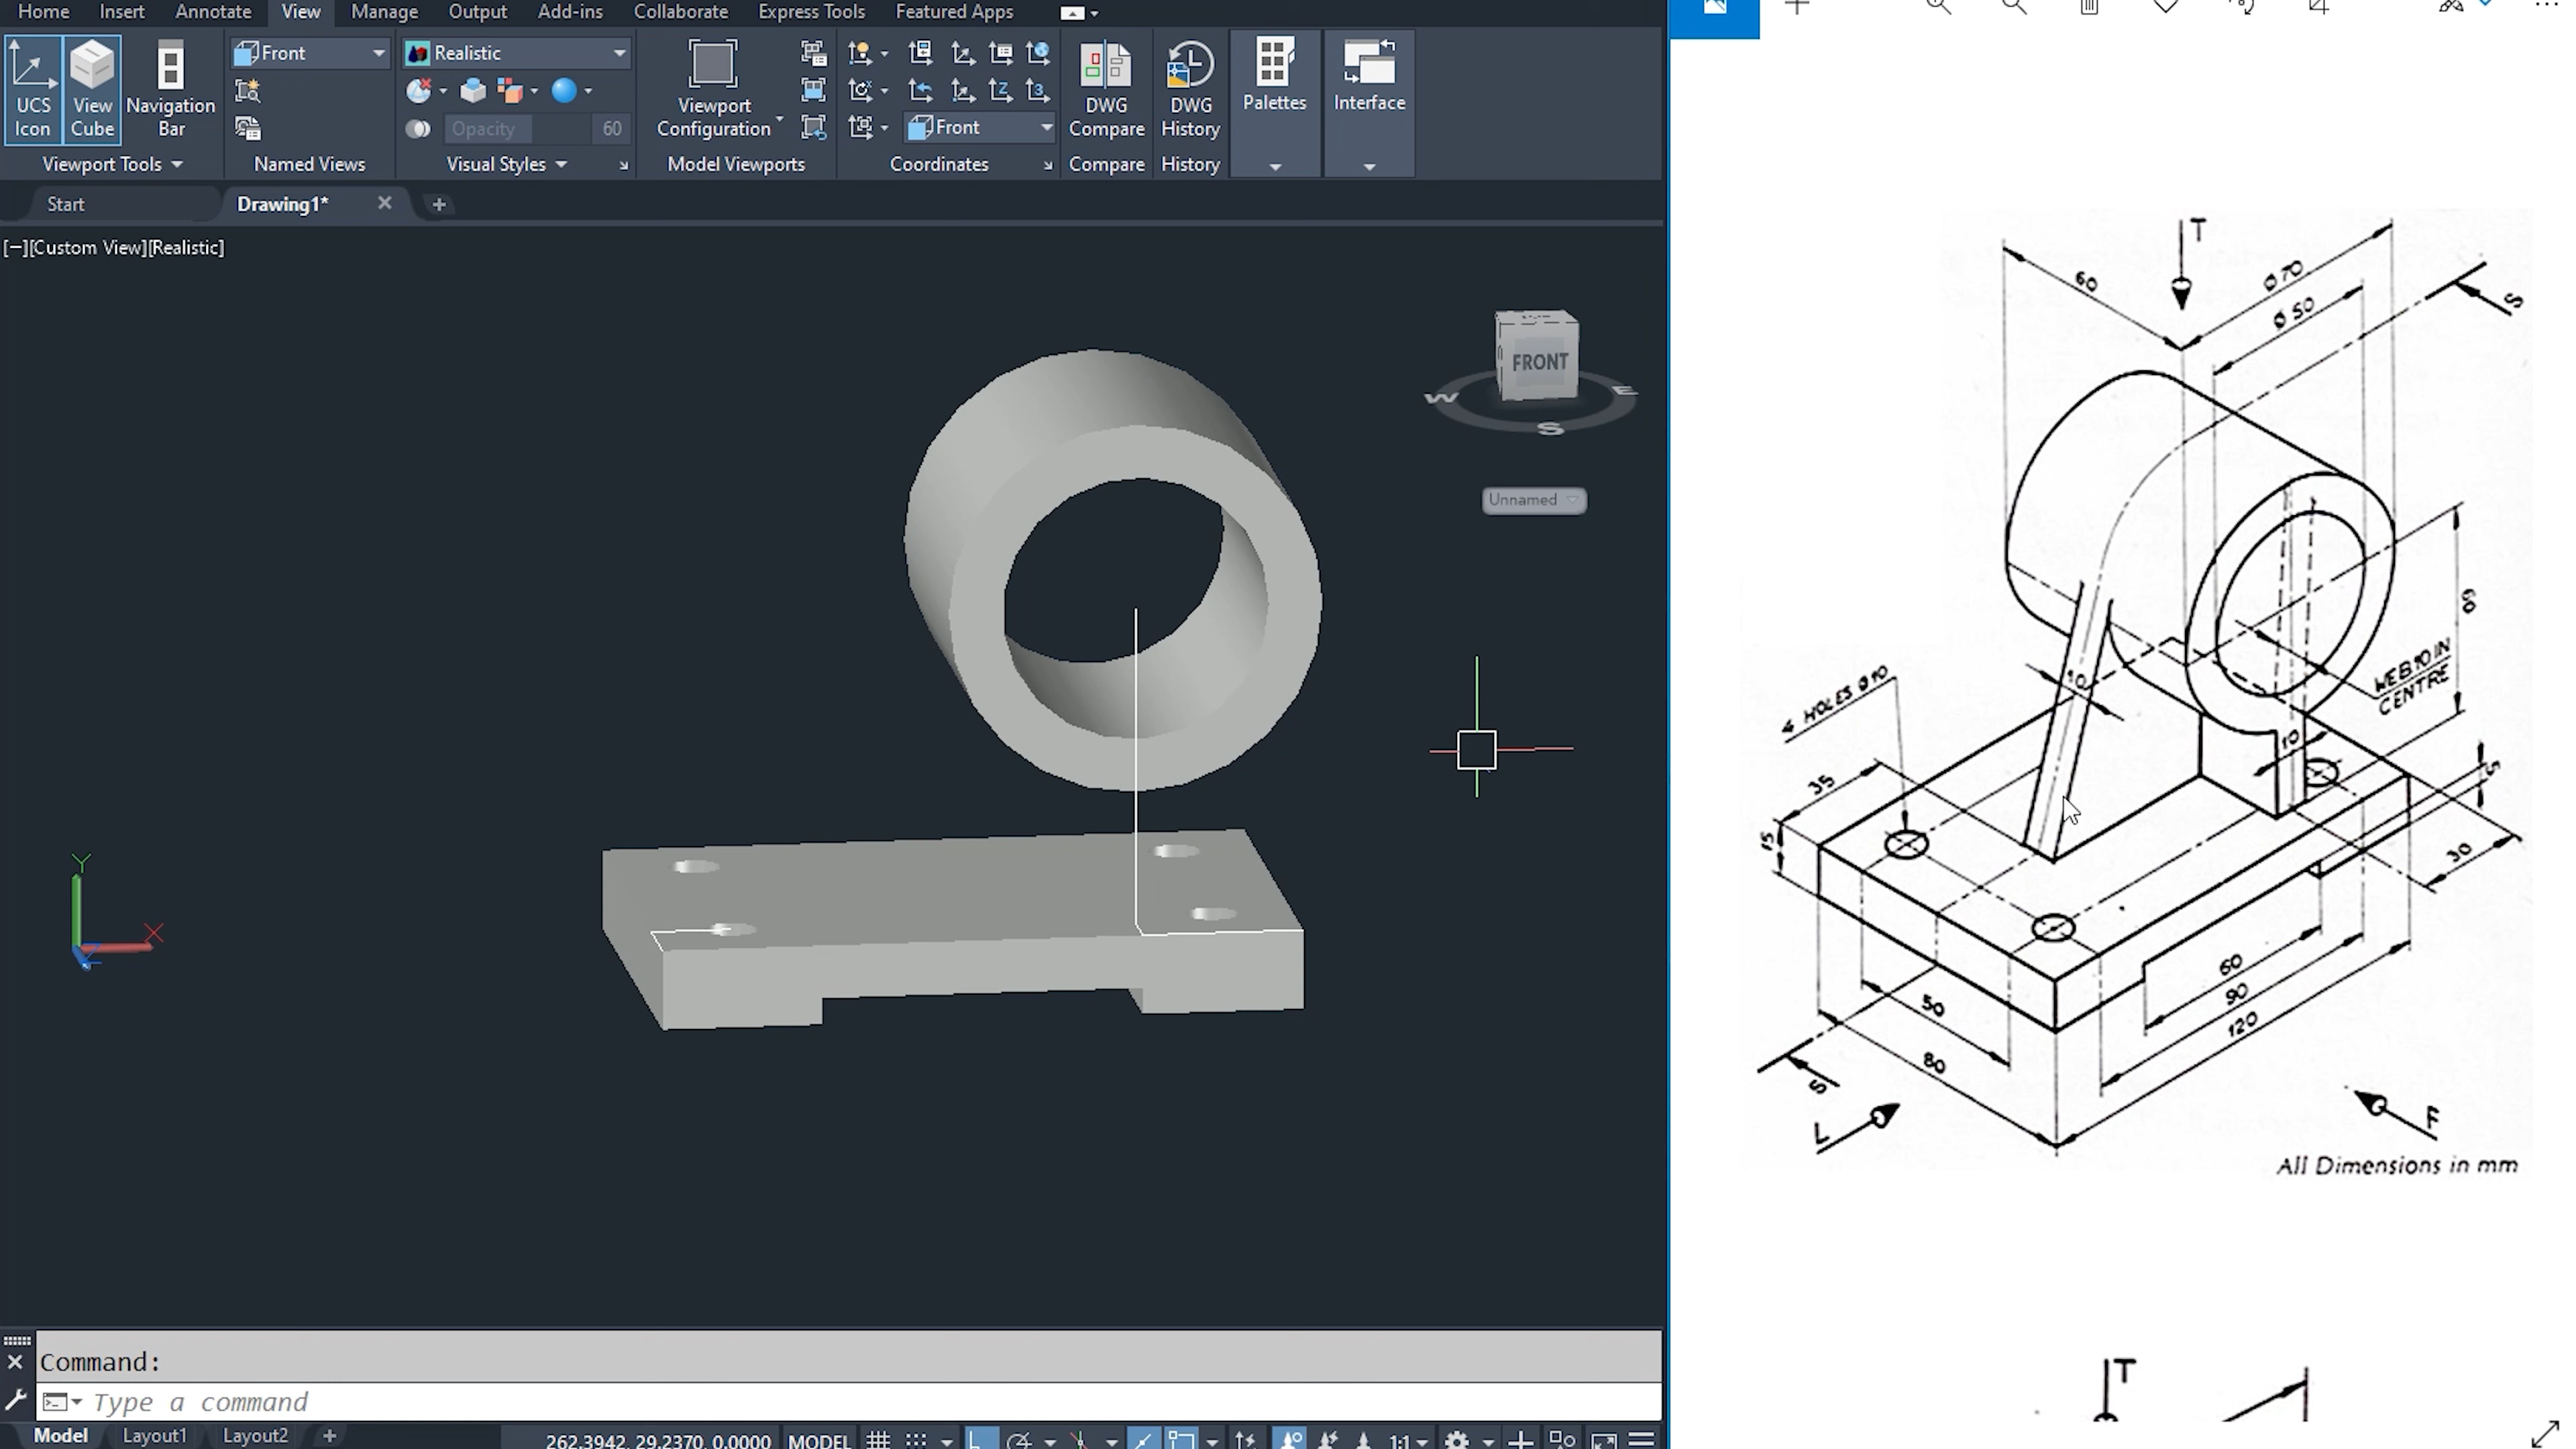 Home Insert Annotate View Manage Output Add-ins Collaborate Express Tools Featured Apps
UCS Icon
View Cube
Navigation Bar
Viewport Tools
Front
Named Views
Realistic
Opacity 60
Visual Styles
Viewport Configuration
Model Viewports
Front
Coordinates
DWG Compare
Compare
DWG History
History
Palettes
Interface
Start Drawing1*
[−][Custom View][Realistic]
FRONT
W E
S
Unnamed
Y
X
Command:
Type a command
Model Layout1 Layout2
262.3942, 29.2370, 0.0000 MODEL 1:1
T
60
Ø 70
Ø 50
S
60
WEB 10 IN
CENTRE
4 HOLES Ø 10
10
10
35
15
5
30
50
80
60
90
120
S
L
F
All Dimensions in mm
T